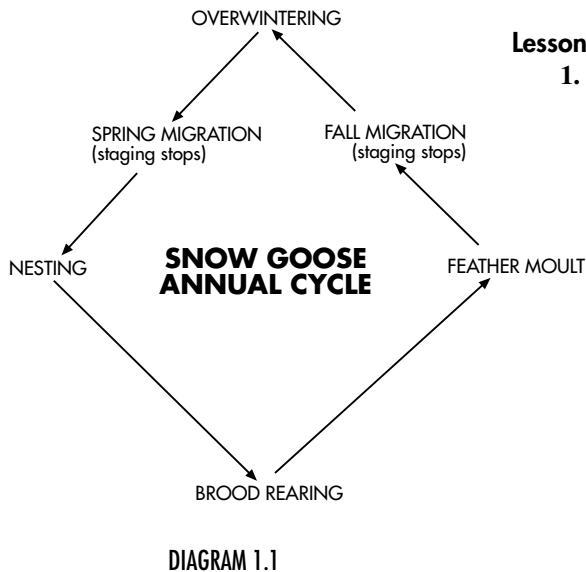 OVERWINTERING
Lesson
1.
SPRING MIGRATION
(staging stops)
FALL MIGRATION
(staging stops)
NESTING
SNOW GOOSE
ANNUAL CYCLE
FEATHER MOULT
BROOD REARING
DIAGRAM 1.1